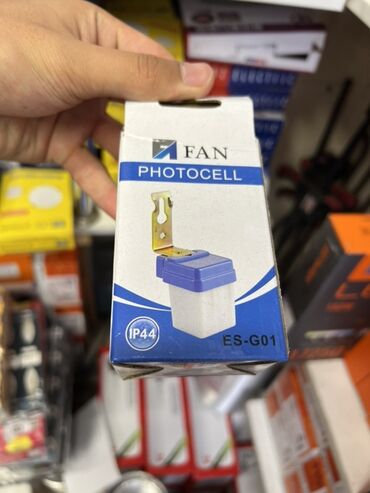 FAN
PHOTOCELL
IP44
ES-G01